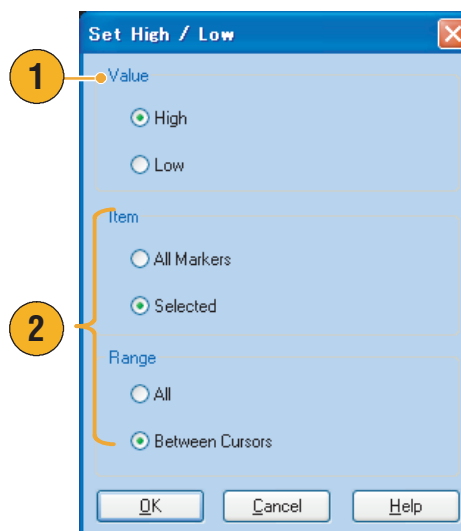 Set High / Low
1
Value
High
Low
Item
All Markers
Selected
2
Range
All
Between Cursors
OK Cancel Help